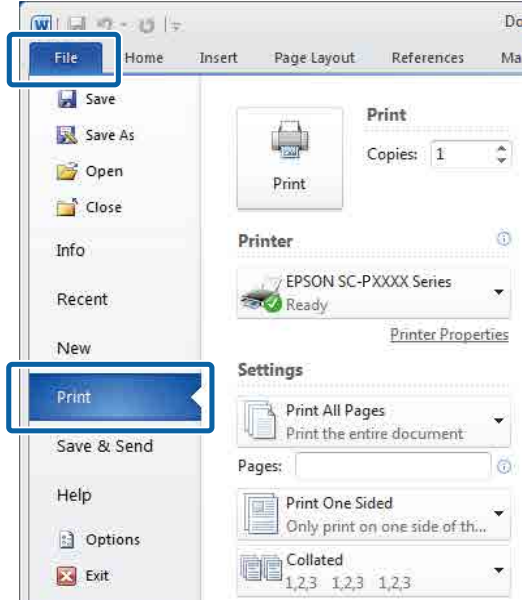 W
Do
File Home Insert Page Layout References Ma
Save
Save As
Open
Close
Info
Recent
New
Print
Save & Send
Help
Options
Exit
Print
Print
Copies: 1
Printer
EPSON SC-PXXXX Series
Ready
Printer Properties
Settings
Print All Pages
Print the entire document
Pages:
Print One Sided
Only print on one side of th...
Collated
1,2,3 1,2,3 1,2,3